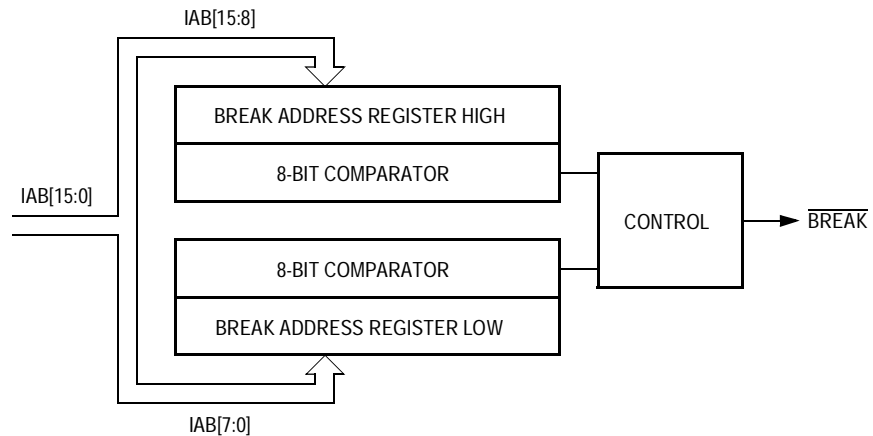 IAB[15:8]
BREAK ADDRESS REGISTER HIGH
8-BIT COMPARATOR
IAB[15:0]
CONTROL
BREAK
8-BIT COMPARATOR
BREAK ADDRESS REGISTER LOW
IAB[7:0]